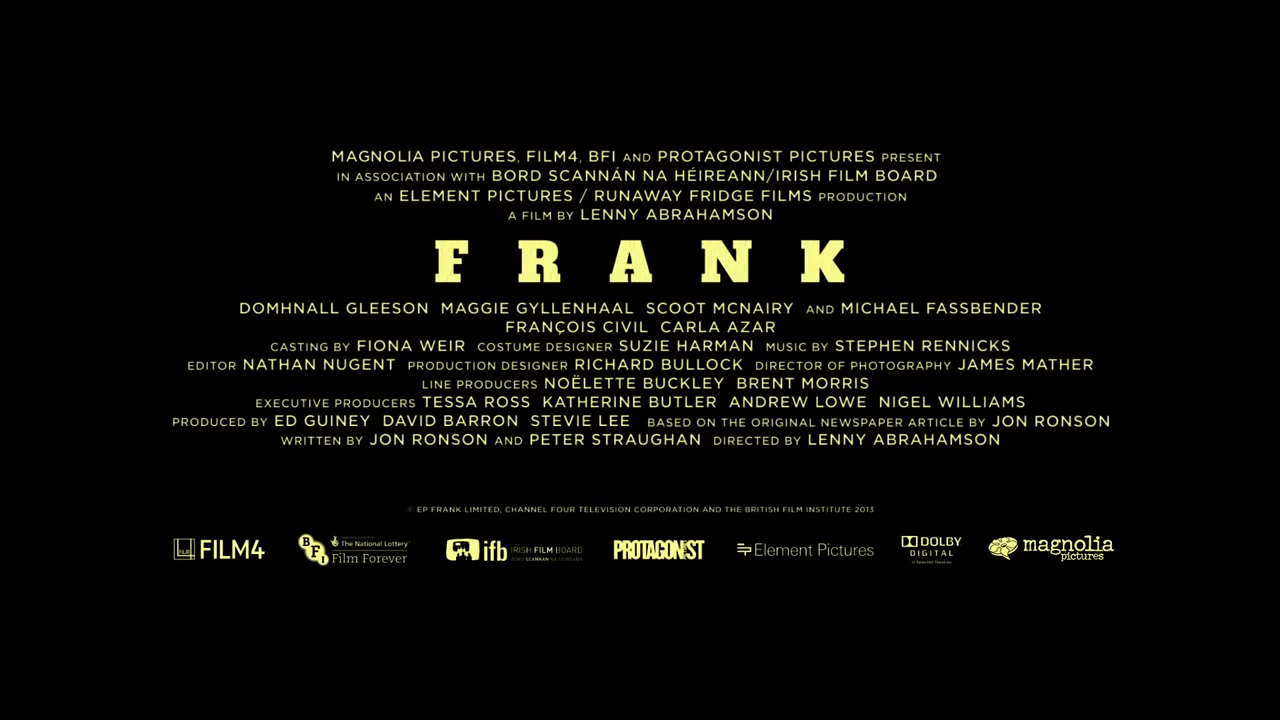 MAGNOLIA PICTURES, FILM4, BFI AND PROTAGONIST PICTURES PRESENT
IN ASSOCIATION WITH BORD SCANNÁN NA HÉIREANN/IRISH FILM BOARD
AN ELEMENT PICTURES / RUNAWAY FRIDGE FILMS PRODUCTION
A FILM BY LENNY ABRAHAMSON
FRANK
DOMHNALL GLEESON MAGGIE GYLLENHAAL SCOOT MCNAIRY AND MICHAEL FASSBENDER
FRANÇOIS CIVIL CARLA AZAR
CASTING BY FIONA WEIR COSTUME DESIGNER SUZIE HARMAN MUSIC BY STEPHEN RENNICKS
EDITOR NATHAN NUGENT PRODUCTION DESIGNER RICHARD BULLOCK DIRECTOR OF PHOTOGRAPHY JAMES MATHER
LINE PRODUCERS NOËLETTE BUCKLEY BRENT MORRIS
EXECUTIVE PRODUCERS TESSA ROSS KATHERINE BUTLER ANDREW LOWE NIGEL WILLIAMS
PRODUCED BY ED GUINEY DAVID BARRON STEVIE LEE BASED ON THE ORIGINAL NEWSPAPER ARTICLE BY JON RONSON
WRITTEN BY JON RONSON AND PETER STRAUGHAN DIRECTED BY LENNY ABRAHAMSON
© EP FRANK LIMITED, CHANNEL FOUR TELEVISION CORPORATION AND THE BRITISH FILM INSTITUTE 2013
FILM4
BFI
The National Lottery
Film Forever
ifb IRISH FILM BOARD
BORD SCANNÁN NA HÉIREANN
PROTAGONIST
Element Pictures
DOLBY
DIGITAL
magnolia
pictures